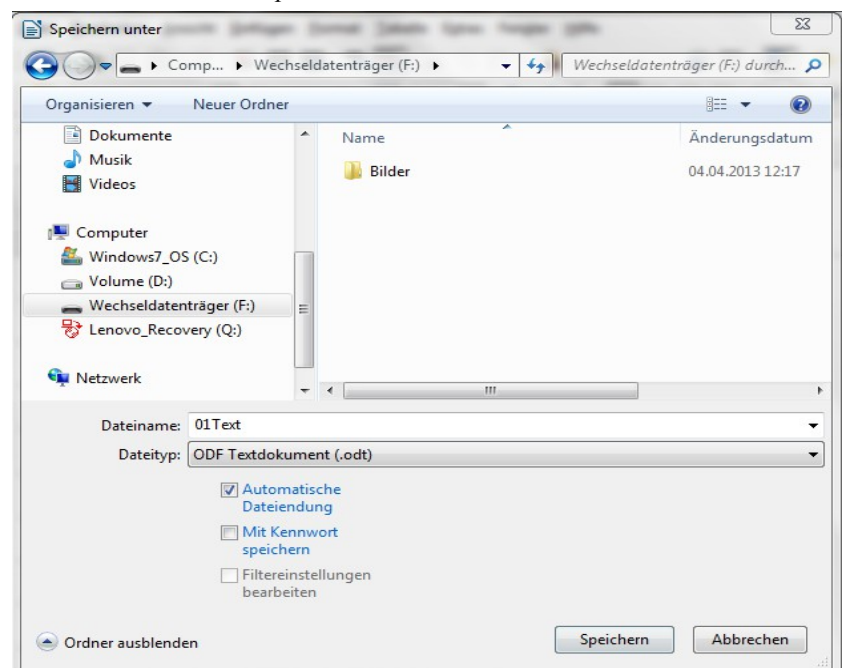 Speichern unter
Comp... Wechseldatenträger (F:)
Wechseldatenträger (F:) durch...
Organisieren
Neuer Ordner
Dokumente
Musik
Videos
Computer
Windows7_OS (C:)
Volume (D:)
Wechseldatenträger (F:)
Lenovo_Recovery (Q:)
Netzwerk
Name
Änderungsdatum
Bilder
04.04.2013 12:17
Dateiname: 01Text
Dateityp: ODF Textdokument (.odt)
Automatische
Dateiendung
Mit Kennwort
speichern
Filtereinstellungen
bearbeiten
Ordner ausblenden
Speichern
Abbrechen